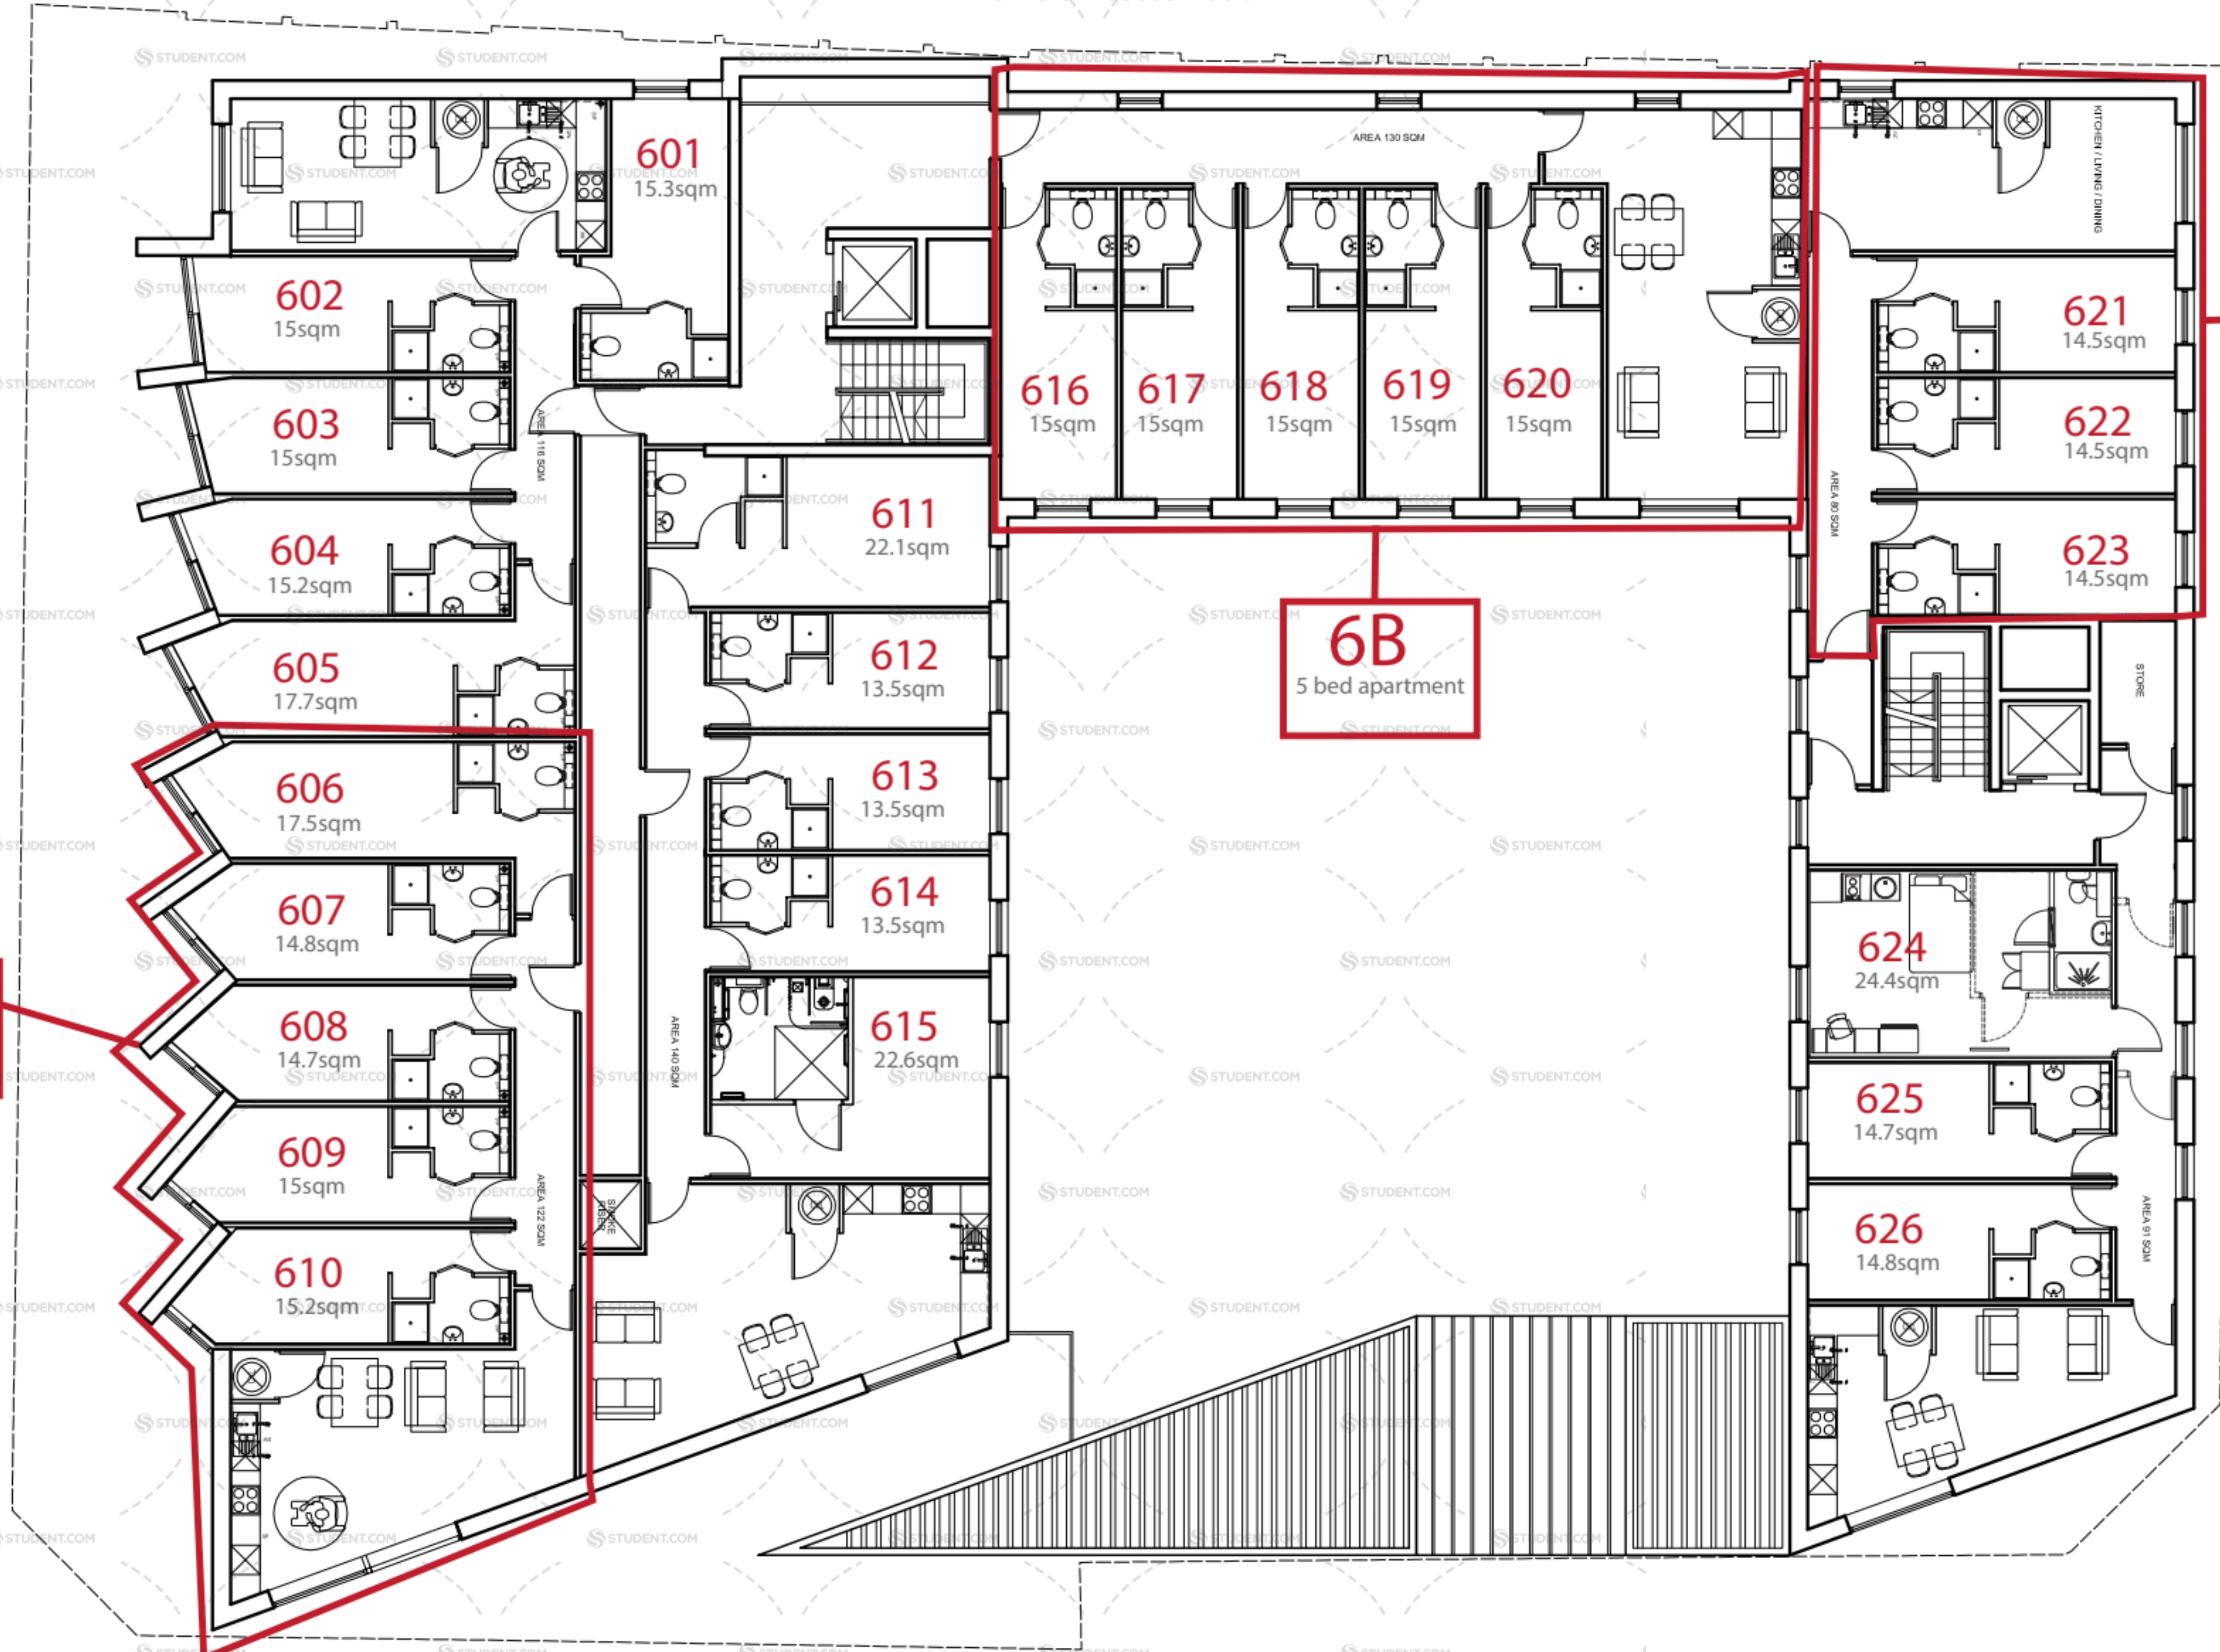 601
15.3sqm
602
15sqm
603
15sqm
604
15.2sqm
605
17.7sqm
606
17.5sqm
607
14.8sqm
608
14.7sqm
609
15sqm
610
15.2sqm
AREA 116 SQM
AREA 122 SQM
SMOKE
RISER
611
22.1sqm
612
13.5sqm
613
13.5sqm
614
13.5sqm
615
22.6sqm
AREA 140 SQM
AREA 130 SQM
616
15sqm
617
15sqm
618
15sqm
619
15sqm
620
15sqm
6B
5 bed apartment
KITCHEN / LIVING / DINING
621
14.5sqm
622
14.5sqm
623
14.5sqm
AREA 80 SQM
STORE
624
24.4sqm
625
14.7sqm
626
14.8sqm
AREA 91 SQM
STUDENT.COM